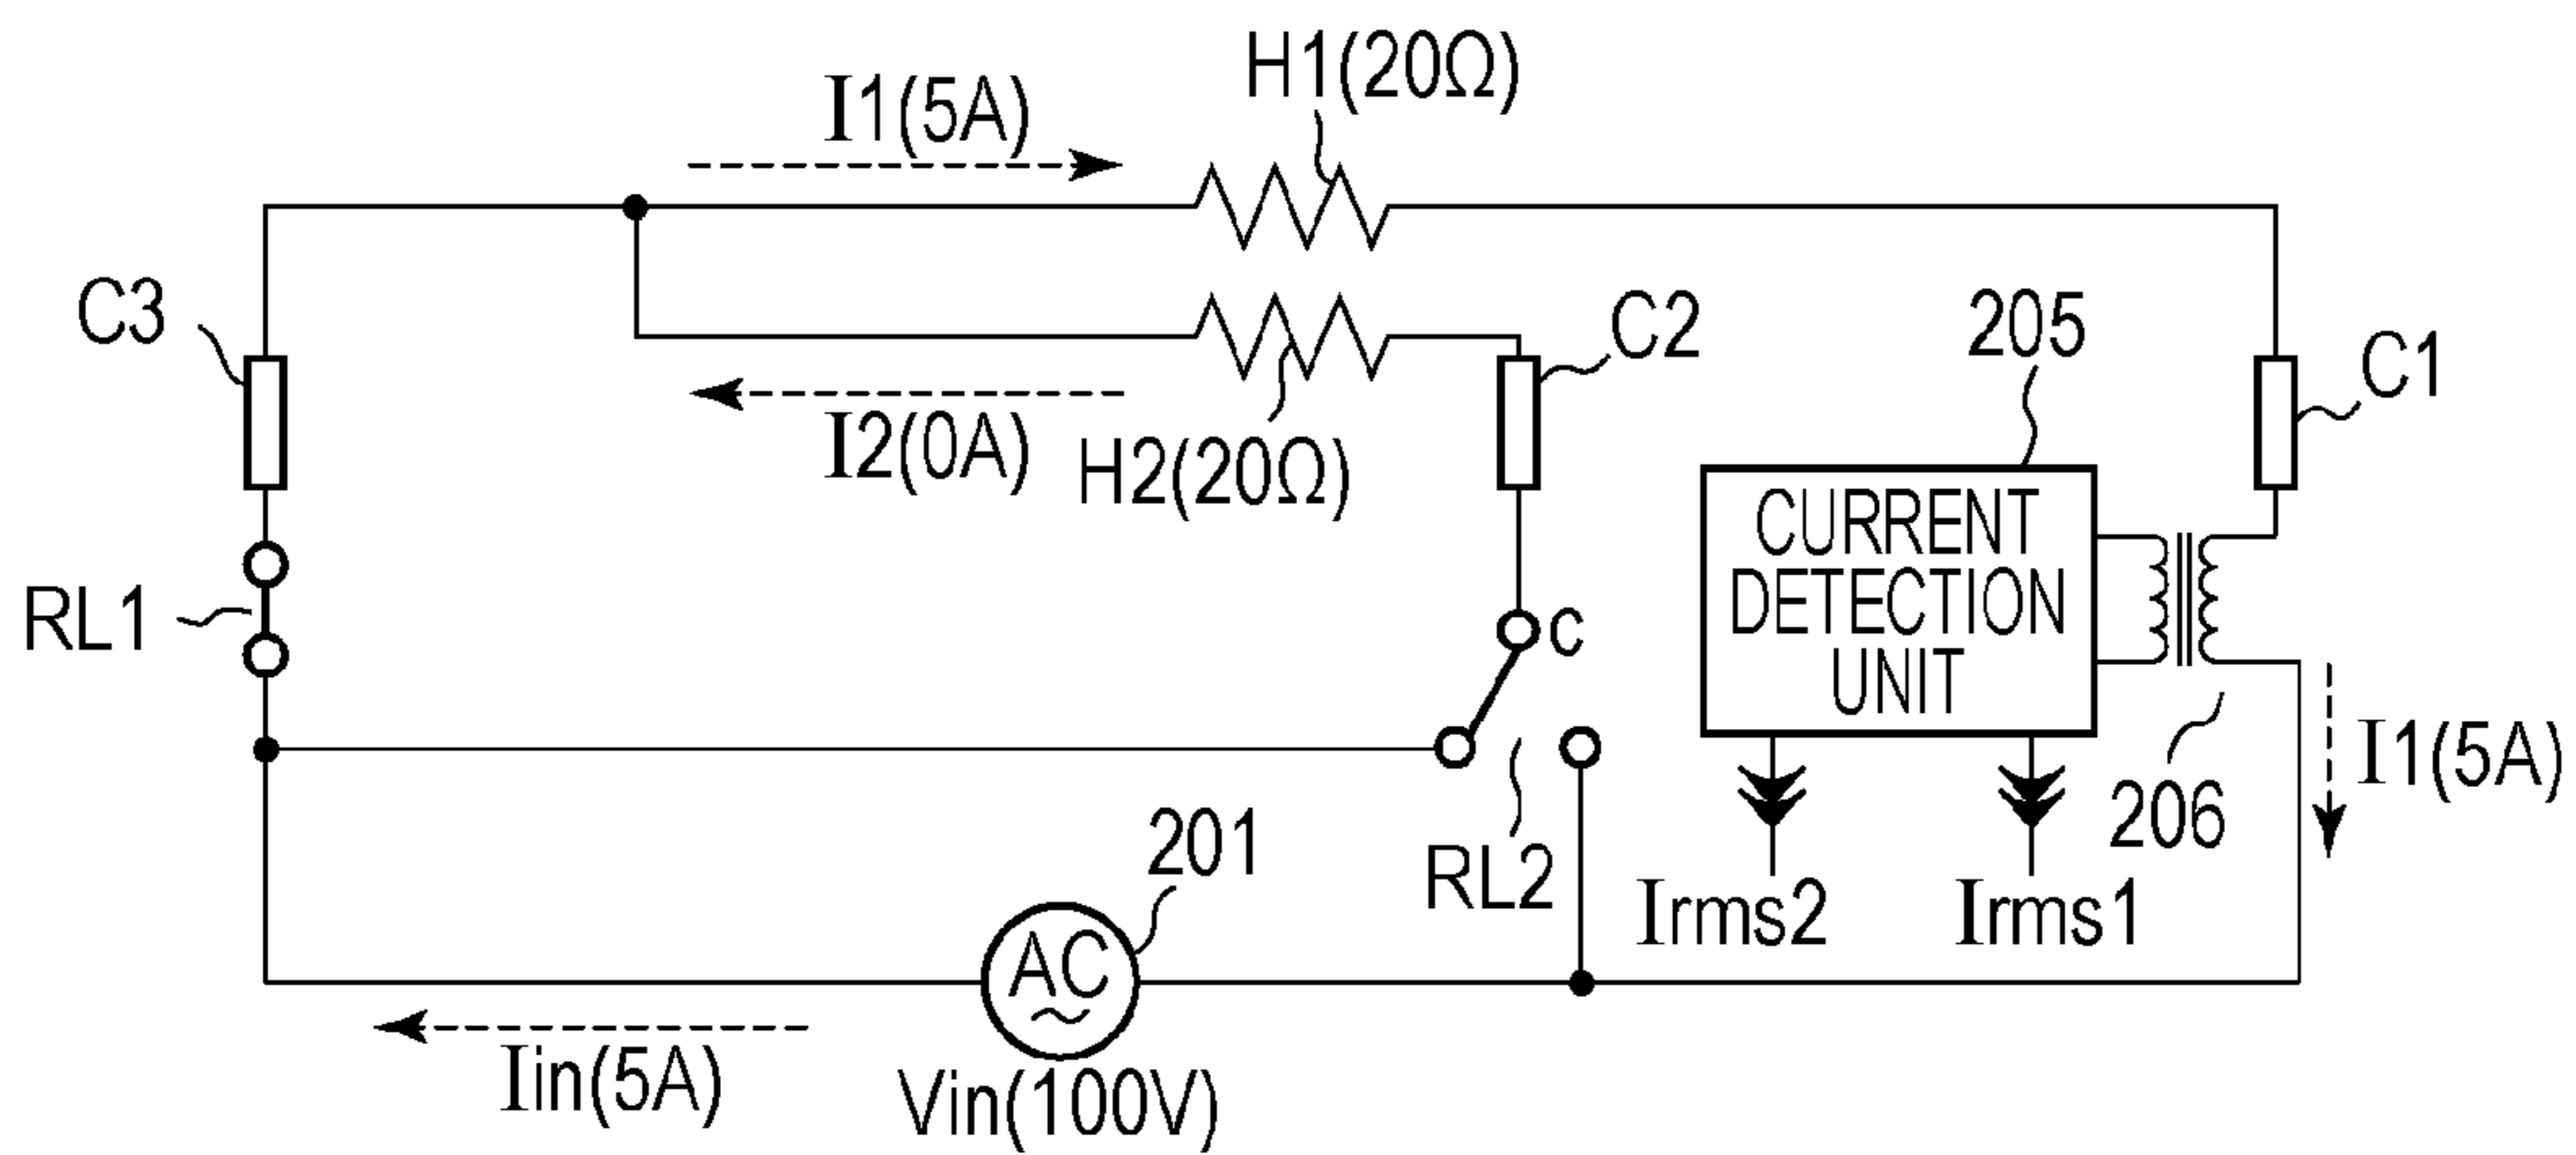 H1(20Ω)
I1(5A)
C3
C2
205
C1
I2(0A)
H2(20Ω)
CURRENT
DETECTION
UNIT
RL1
c
I1(5A)
206
201
RL2
Irms2
Irms1
AC
~
Iin(5A)
Vin(100V)